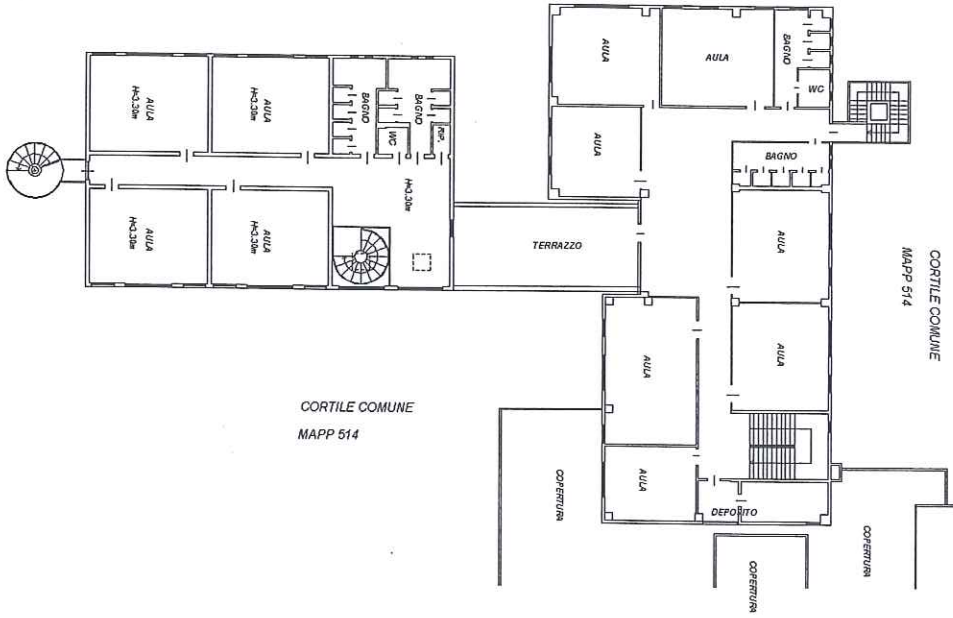 AULA
H=3.30m
AULA
H=3.30m
BAGNO
BAGNO
WC
RIP.
H=3.30m
AULA
H=3.30m
AULA
H=3.30m
AULA
AULA
BAGNO
WC
AULA
BAGNO
TERRAZZO
AULA
CORTILE COMUNE
MAPP 514
AULA
AULA
CORTILE COMUNE
MAPP 514
AULA
DEPOSITO
COPERTURA
COPERTURA
COPERTURA